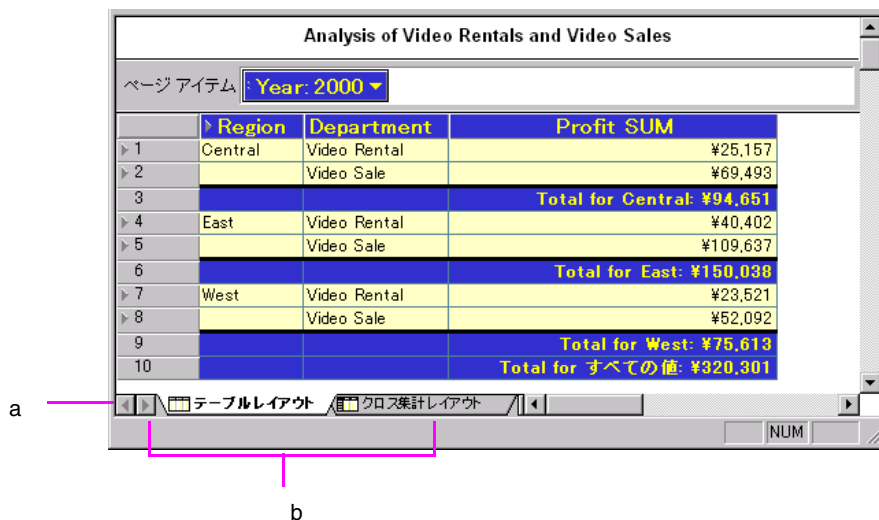 Analysis of Video Rentals and Video Sales
ページ アイテム : Year: 2000
Region Department Profit SUM
1 Central Video Rental ¥25,157
2 Video Sale ¥69,493
3 Total for Central: ¥94,651
4 East Video Rental ¥40,402
5 Video Sale ¥109,637
6 Total for East: ¥150,038
7 West Video Rental ¥23,521
8 Video Sale ¥52,092
9 Total for West: ¥75,613
10 Total for すべての値: ¥320,301
a テーブルレイアウト クロス集計レイアウト
NUM
b